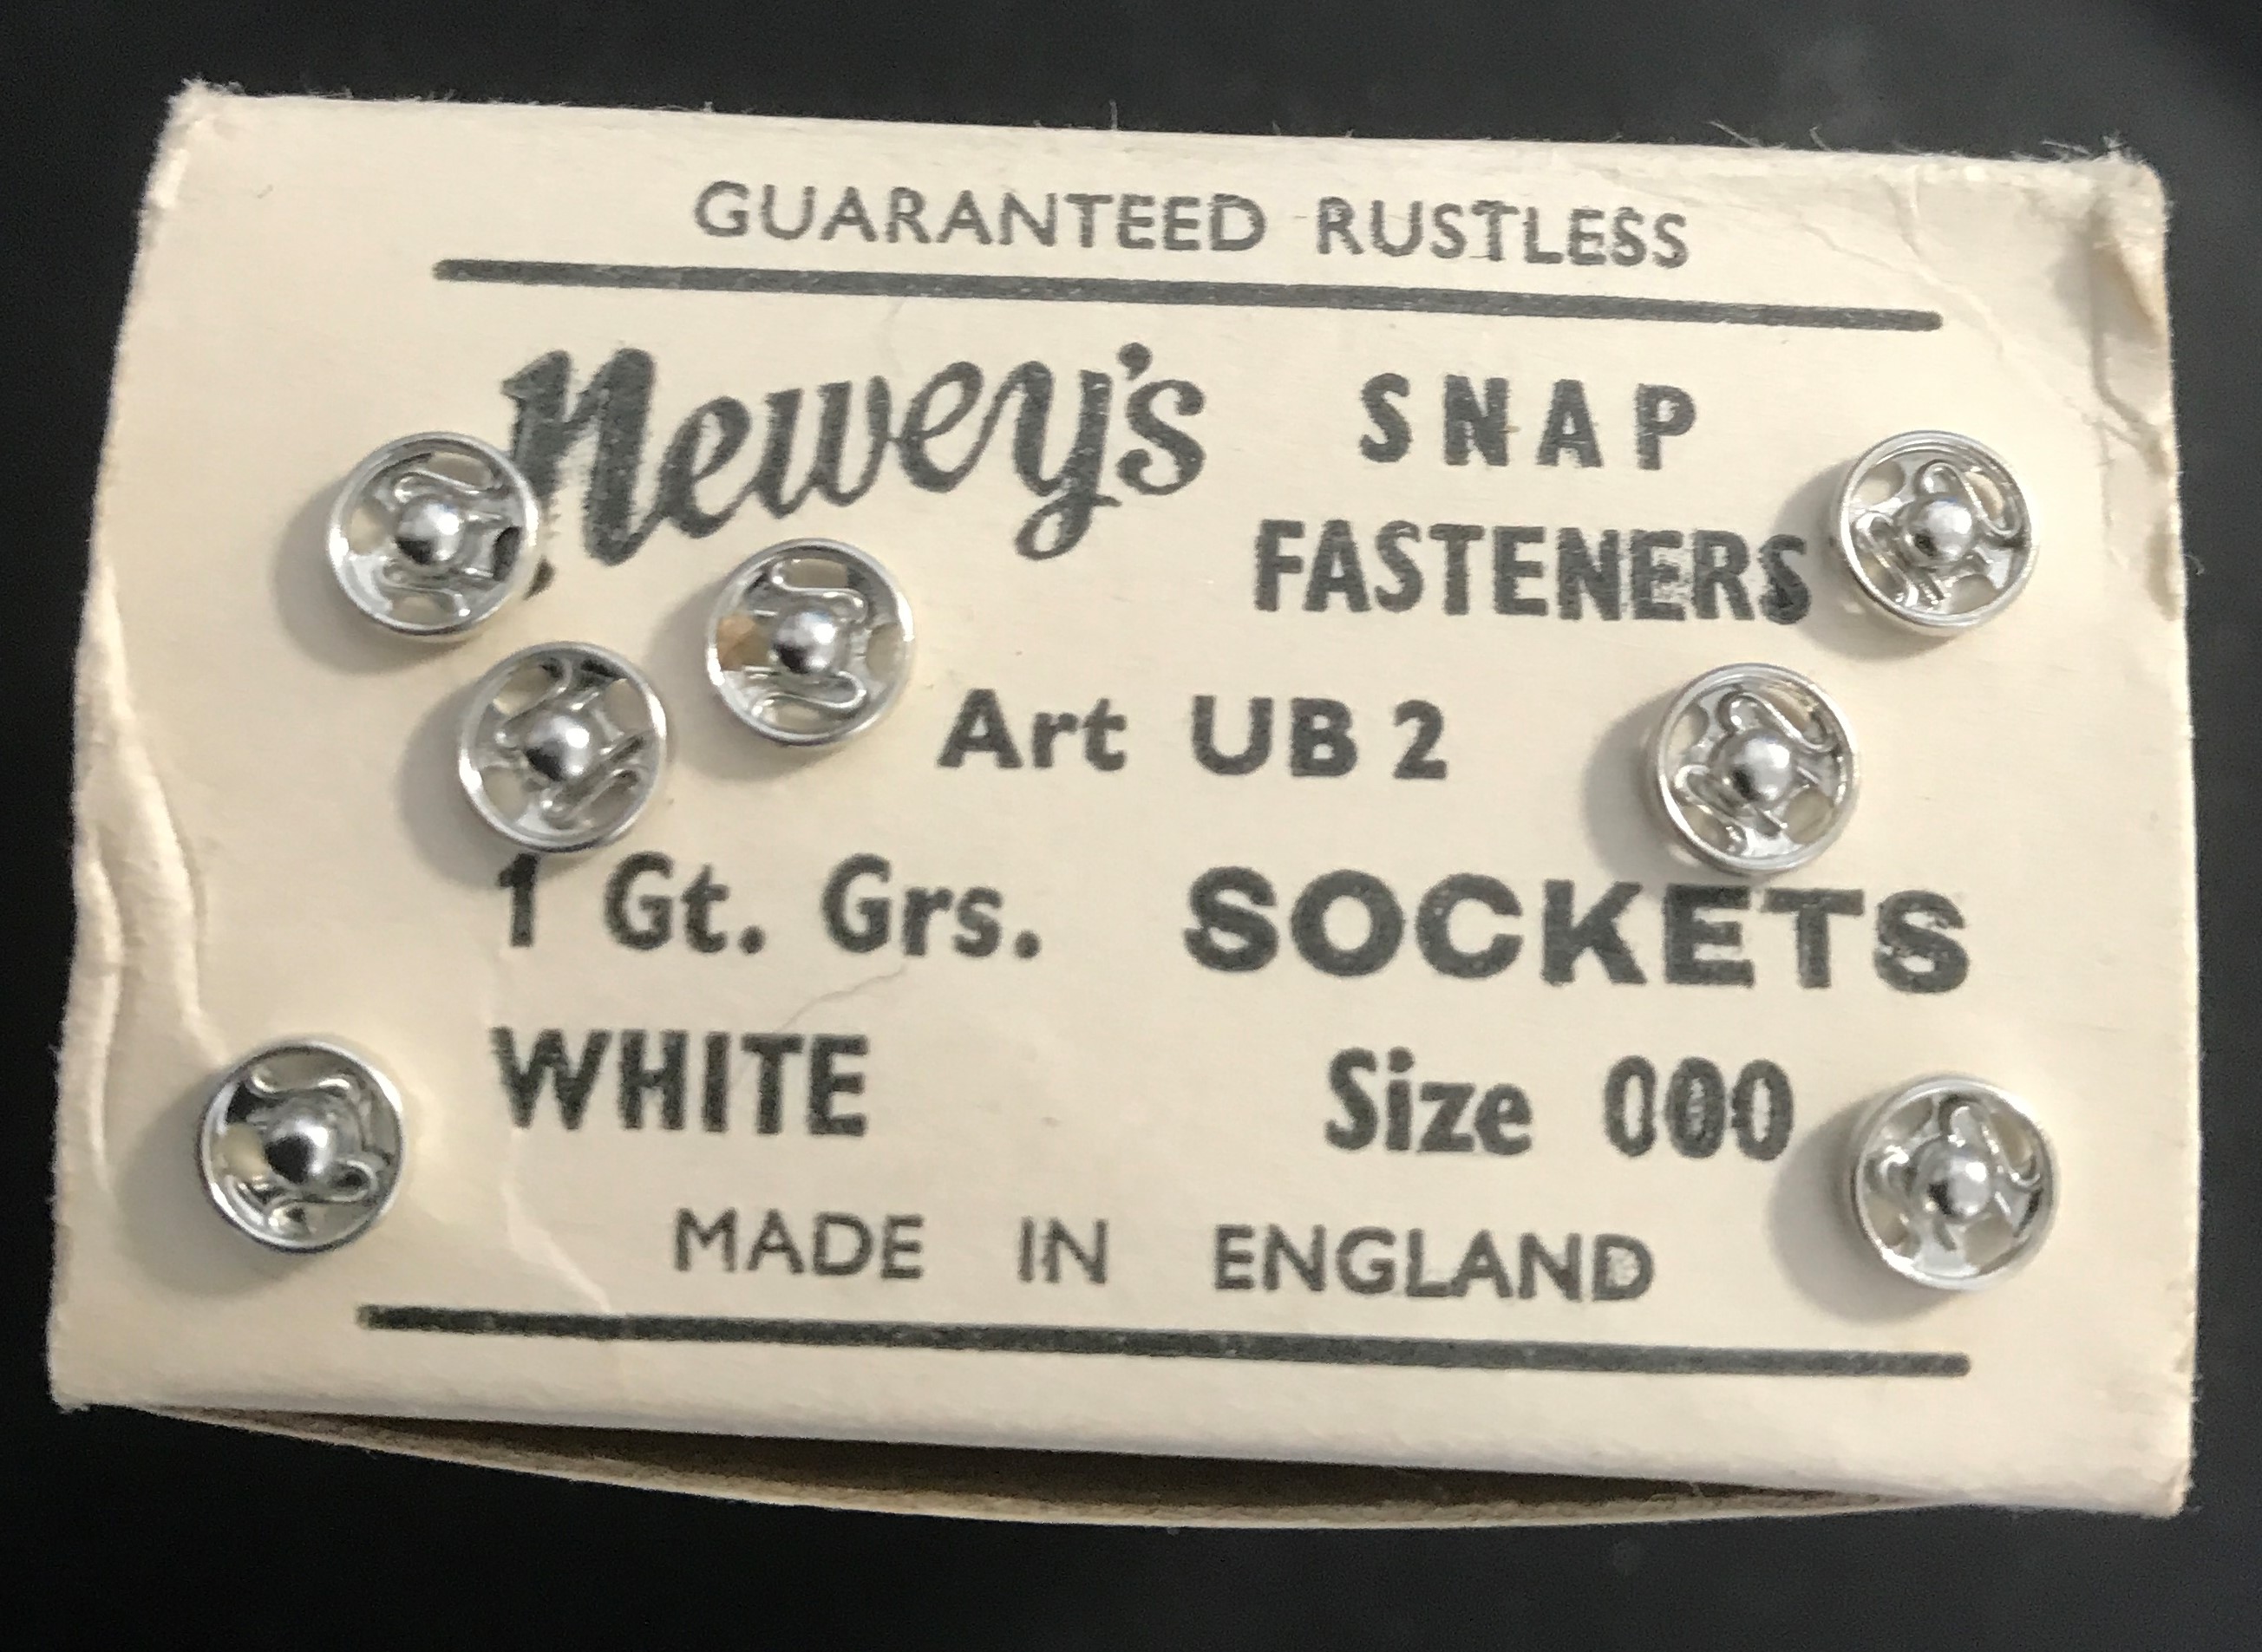 GUARANTEED RUSTLESS
Newey's SNAP
FASTENERS
Art UB 2
1 Gt. Grs. SOCKETS
WHITE Size 000
MADE IN ENGLAND